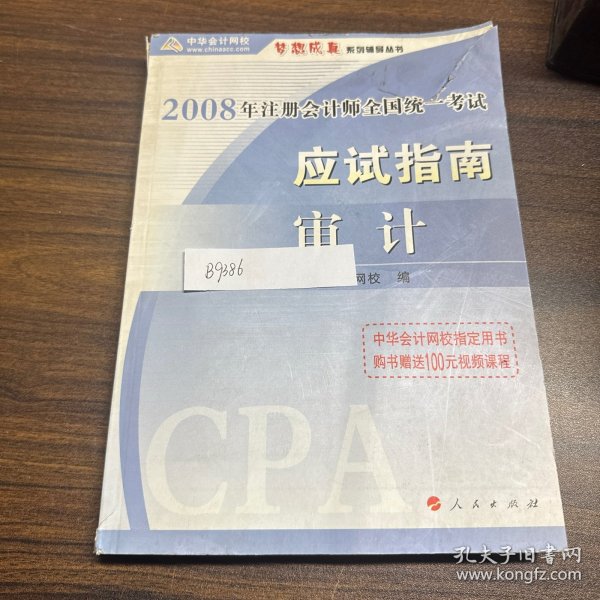 中华会计网校
www.chinaacc.com
梦想成真 系列辅导丛书
2008年注册会计师全国统一考试
应试指南
审计
B9386
网校 编
中华会计网校指定用书
购书赠送100元视频课程
CPA
人民出版社
孔夫子旧书网
www.kongfz.com